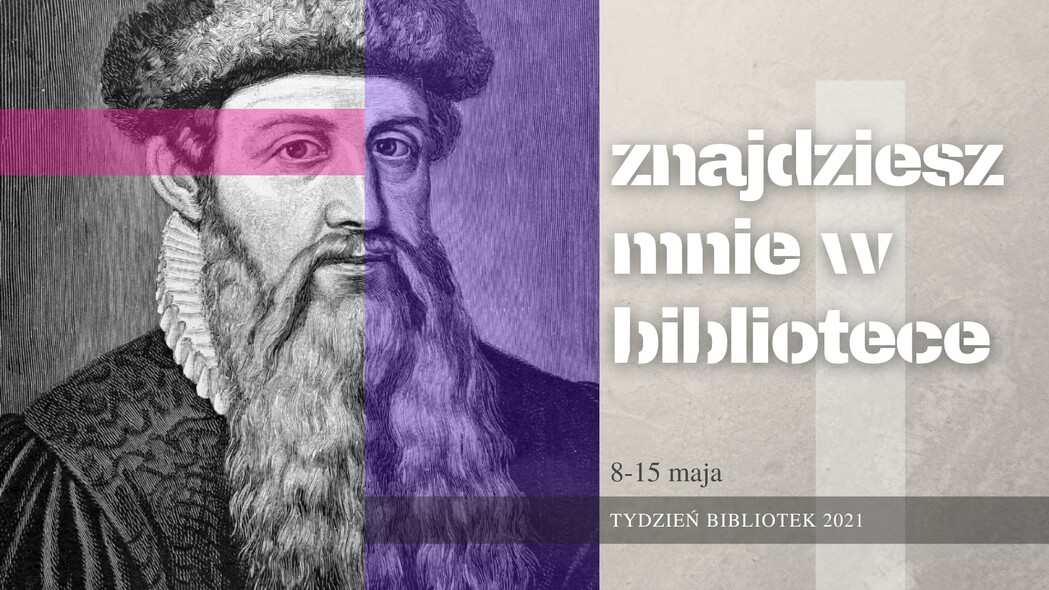 znajdziesz
mnie w
bibliotece
8-15 maja
TYDZIEŃ BIBLIOTEK 2021